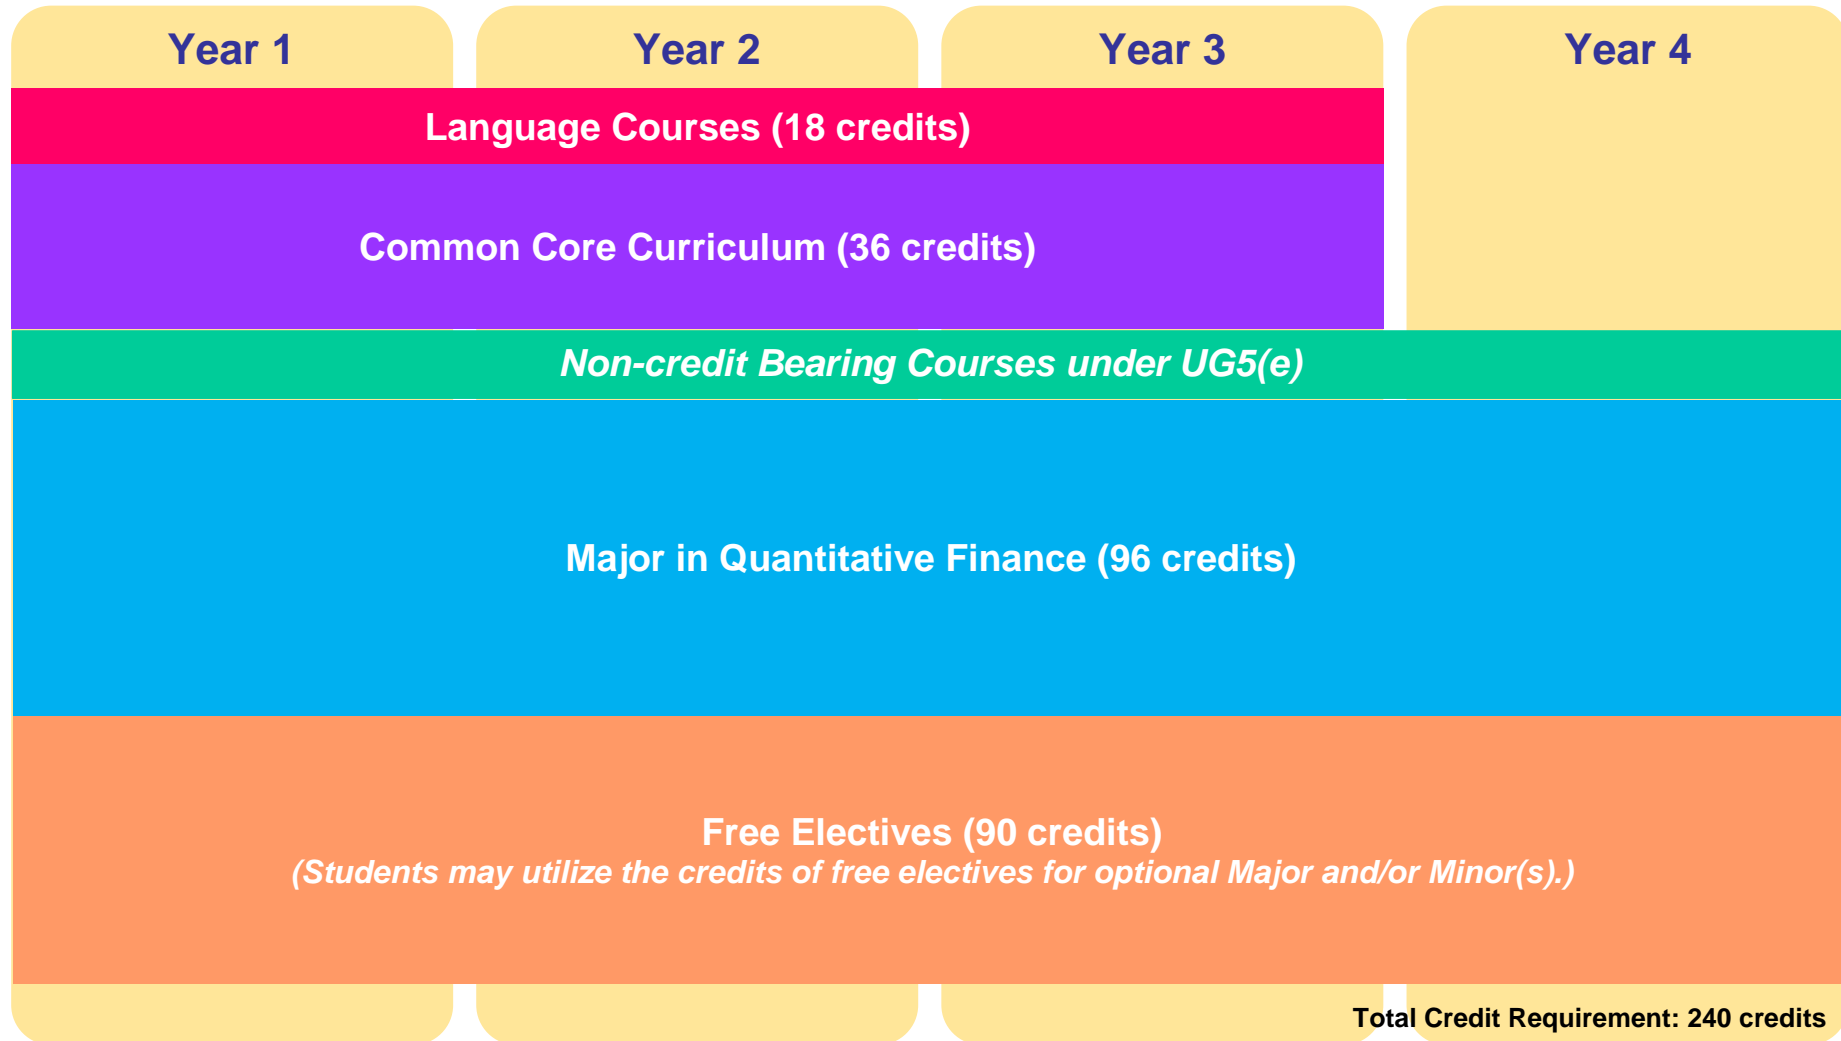 Year 1
Year 2
Year 3
Year 4
Language Courses (18 credits)
Common Core Curriculum (36 credits)
Non-credit Bearing Courses under UG5(e)
Major in Quantitative Finance (96 credits)
Free Electives (90 credits)
(Students may utilize the credits of free electives for optional Major and/or Minor(s).)
Total Credit Requirement: 240 credits